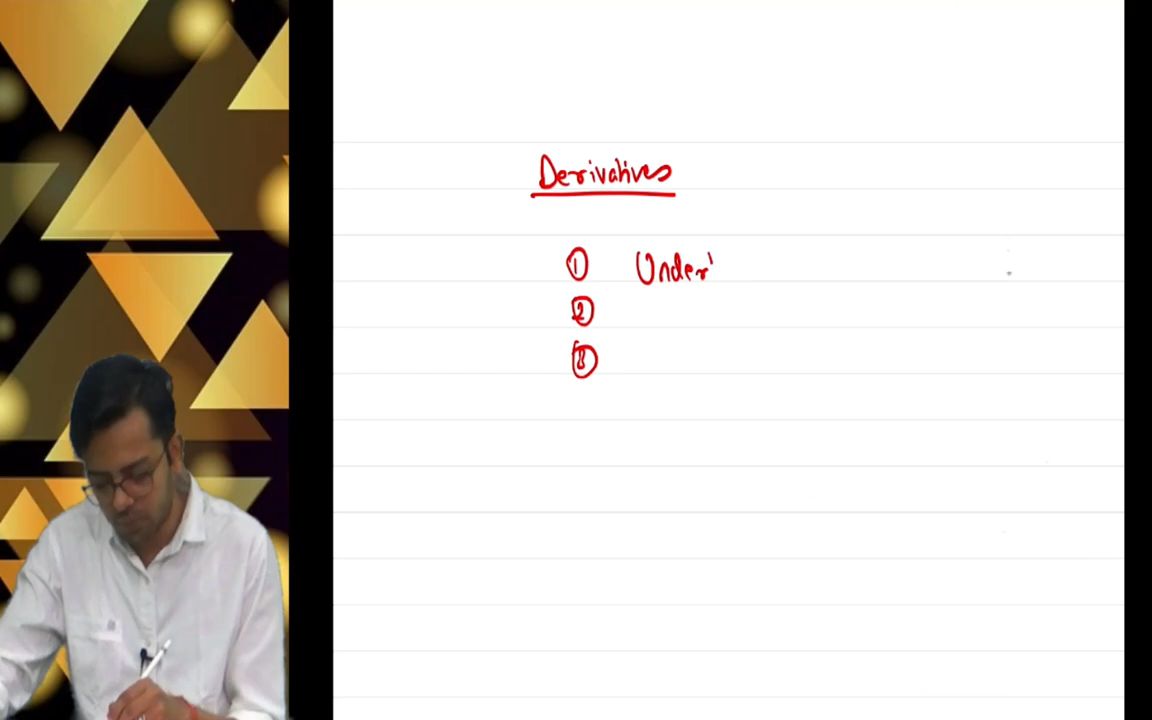 Derivatives
① Under
②
③